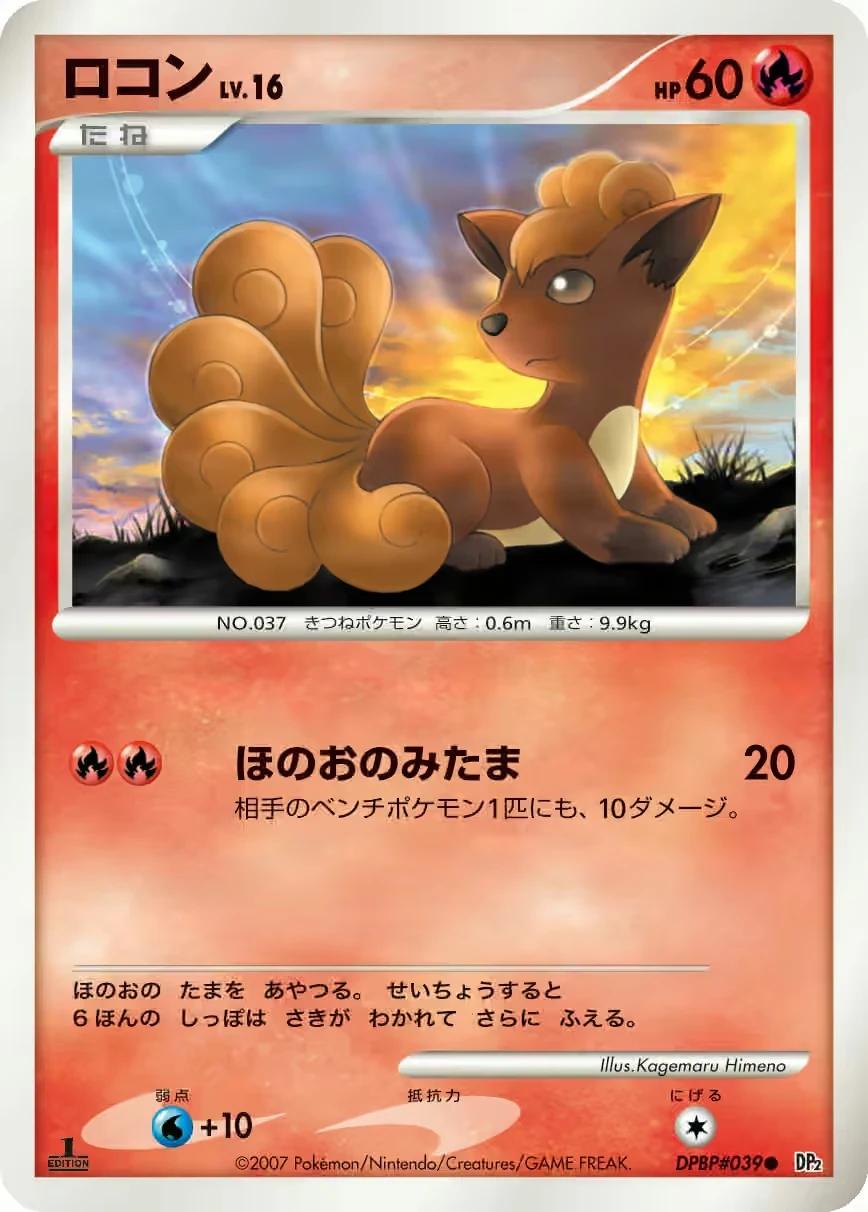 ロコン LV.16 HP60
たね
NO.037 きつねポケモン 高さ:0.6m 重さ:9.9kg
ほのおのみたま 20
相手のベンチポケモン1匹にも、10ダメージ。
ほのおの たまを あやつる。 せいちょうすると
6ほんの しっぽは さきが わかれて さらに ふえる。
Illus.Kagemaru Himeno
弱点 抵抗力 にげる
+10
1 EDITION ©2007 Pokémon/Nintendo/Creatures/GAME FREAK. DPBP#039● DP2